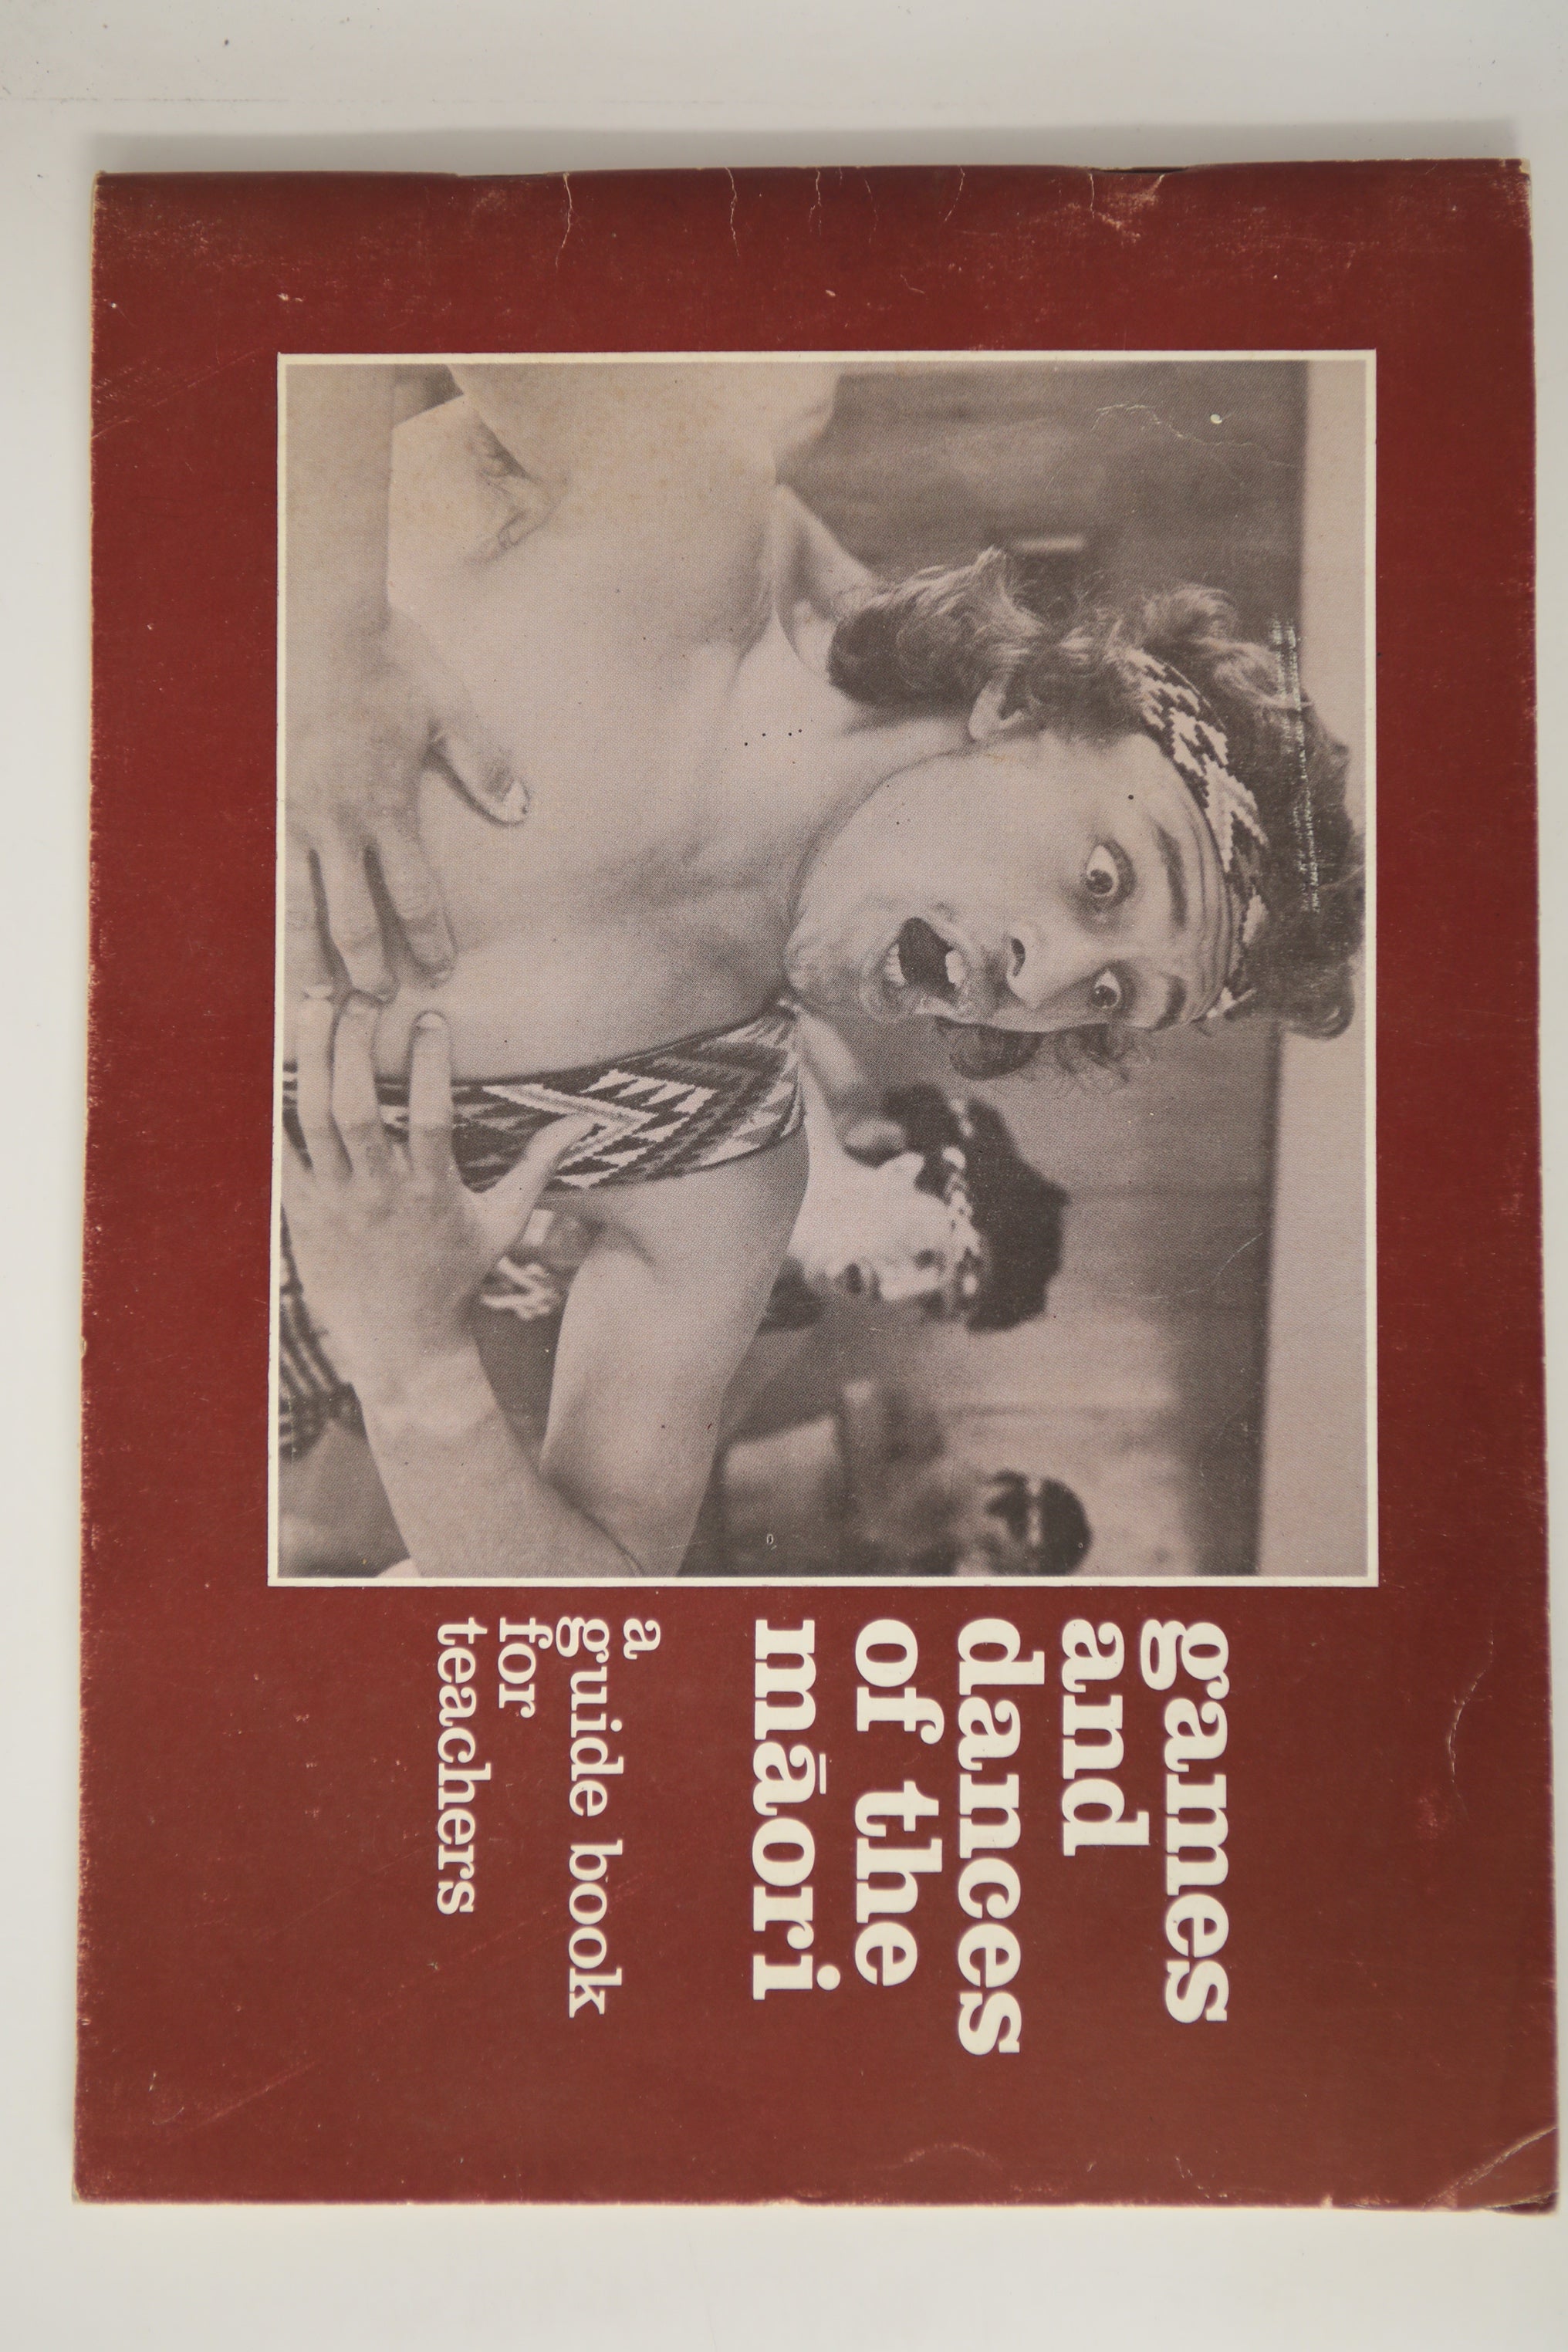 games
and
dances
of the
māori
a
guide book
for
teachers